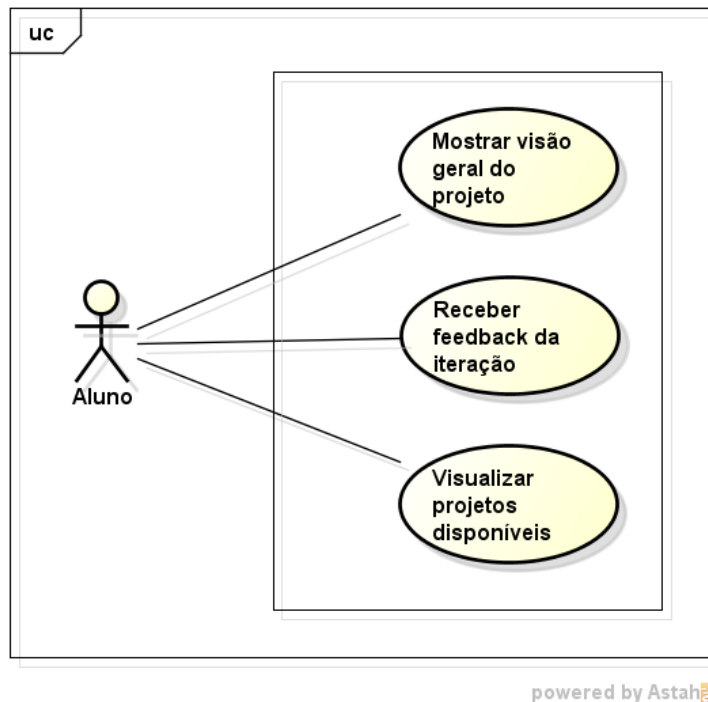 uc
Mostrar visão
geral do
projeto
Receber
feedback da
iteração
Aluno
Visualizar
projetos
disponíveis
powered by Astah